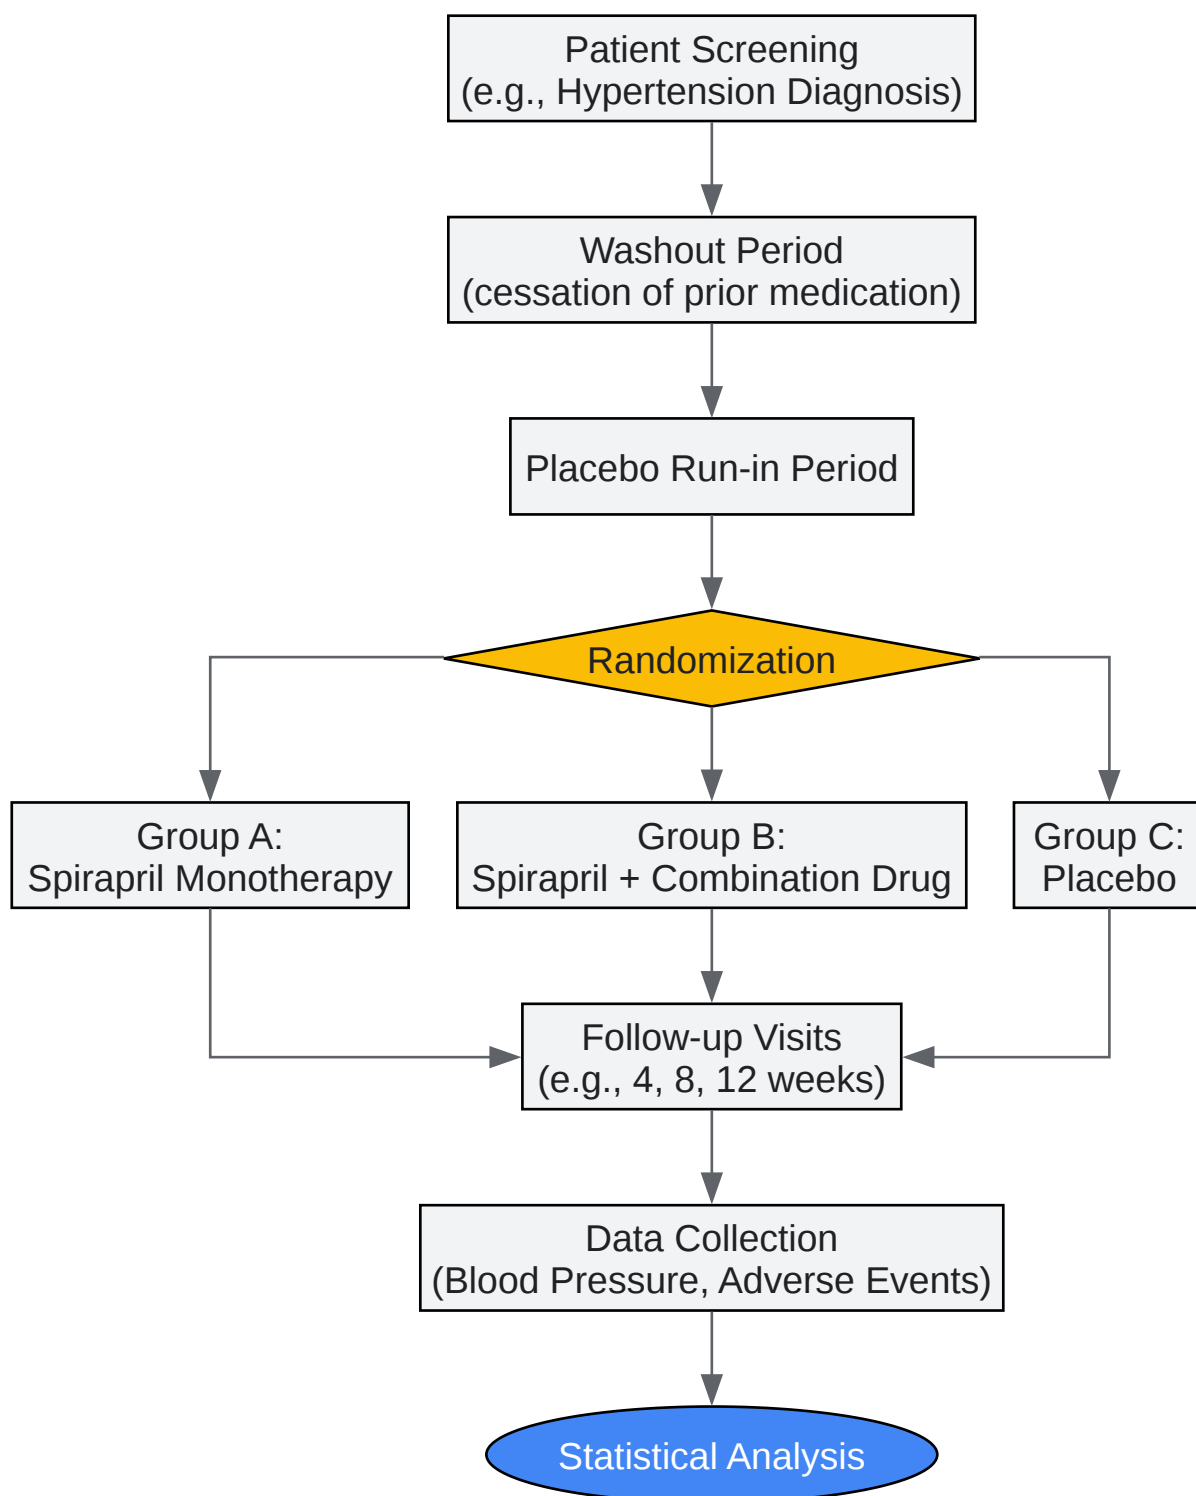 Patient Screening
(e.g., Hypertension Diagnosis)
Washout Period
(cessation of prior medication)
Placebo Run-in Period
Randomization
Group A:
Spirapril Monotherapy
Group B:
Spirapril + Combination Drug
Group C:
Placebo
Follow-up Visits
(e.g., 4, 8, 12 weeks)
Data Collection
(Blood Pressure, Adverse Events)
Statistical Analysis